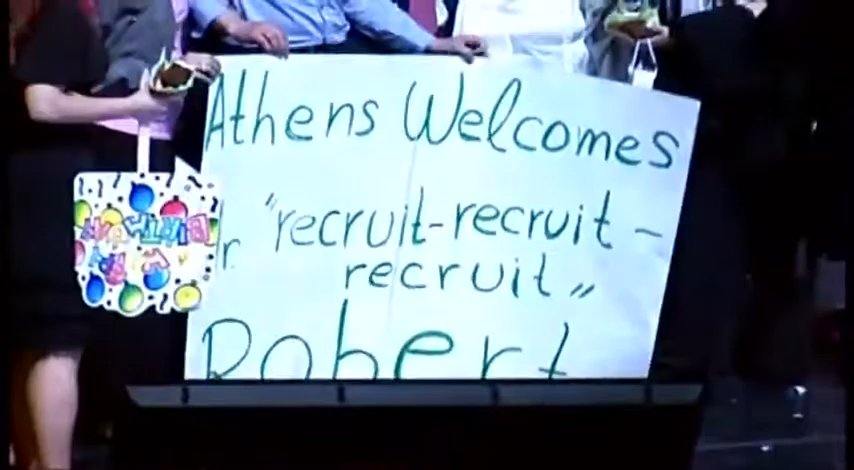 Athens Welcomes
r "recruit-recruit-
recruit"
Robert